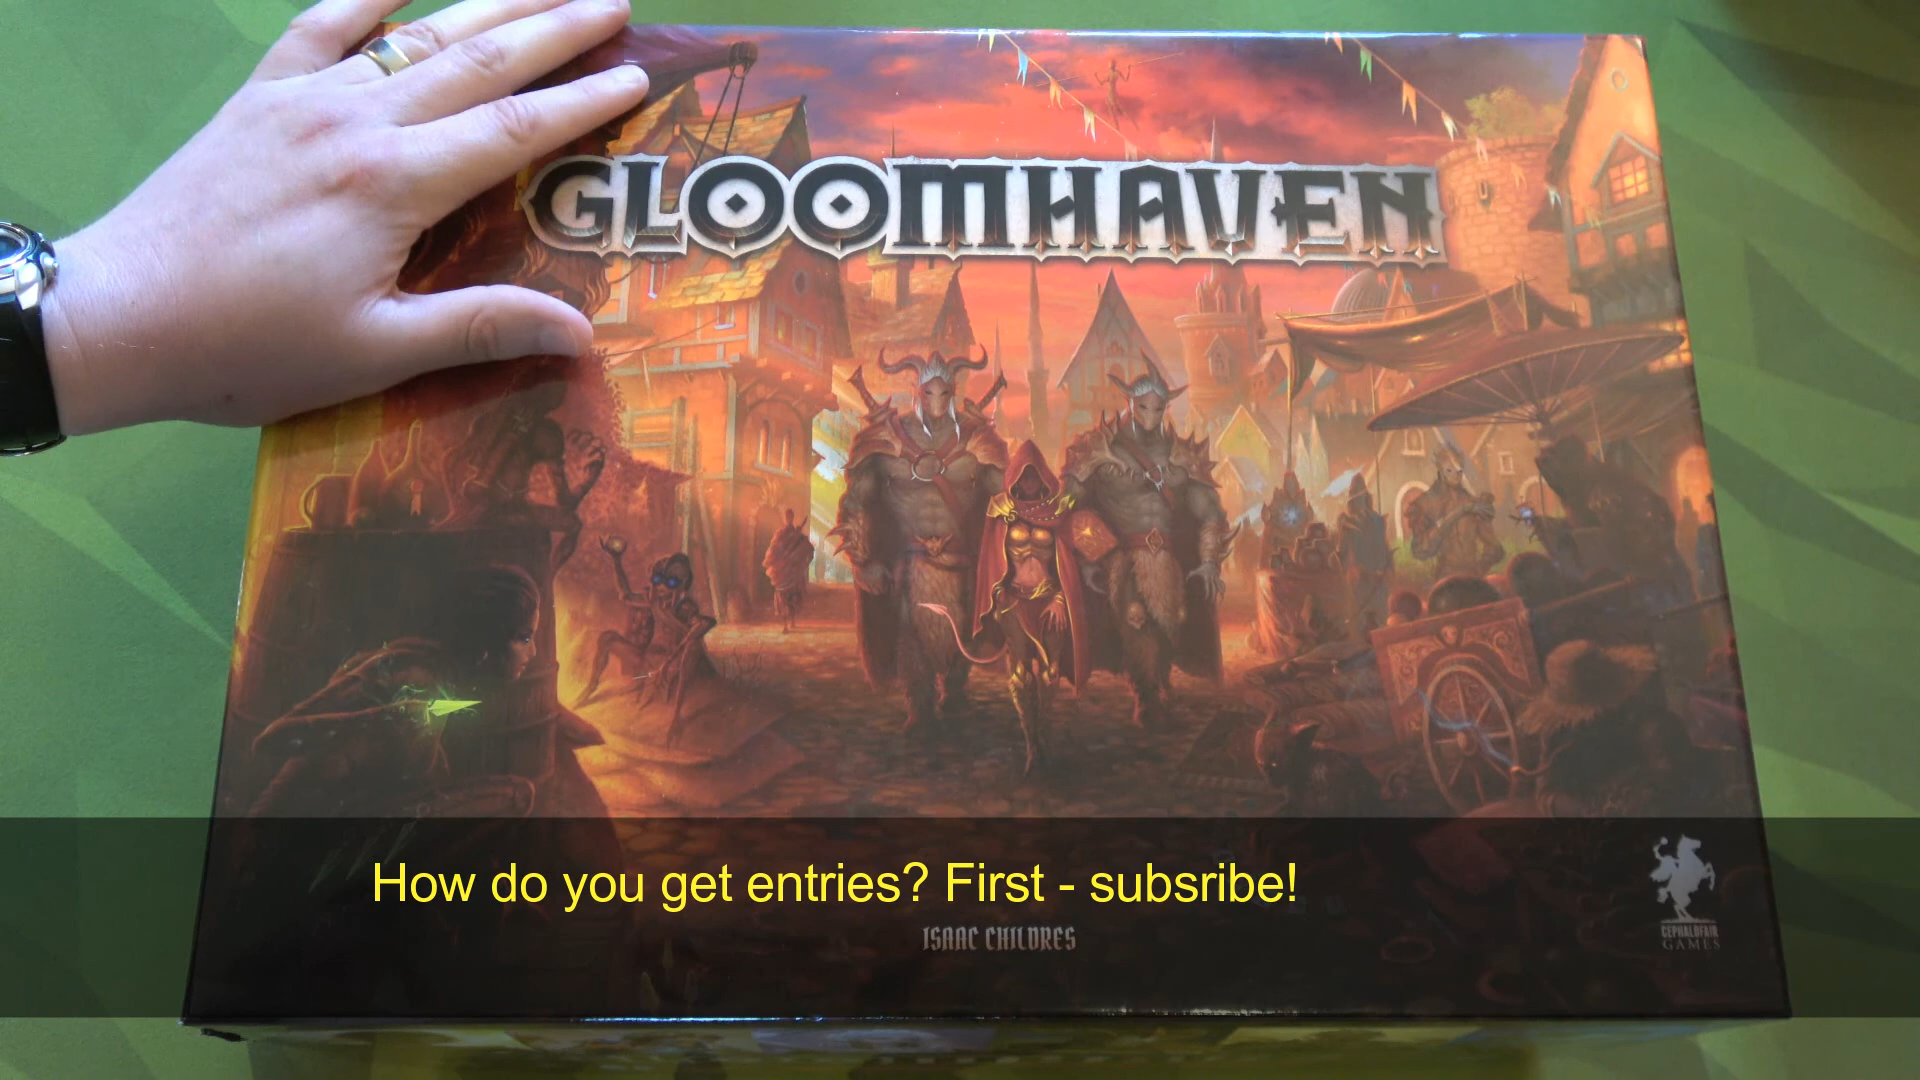 GLOOMHAVEN
How do you get entries? First - subsribe!
ISAAC CHILDRES
CEPHALOFAIR
GAMES